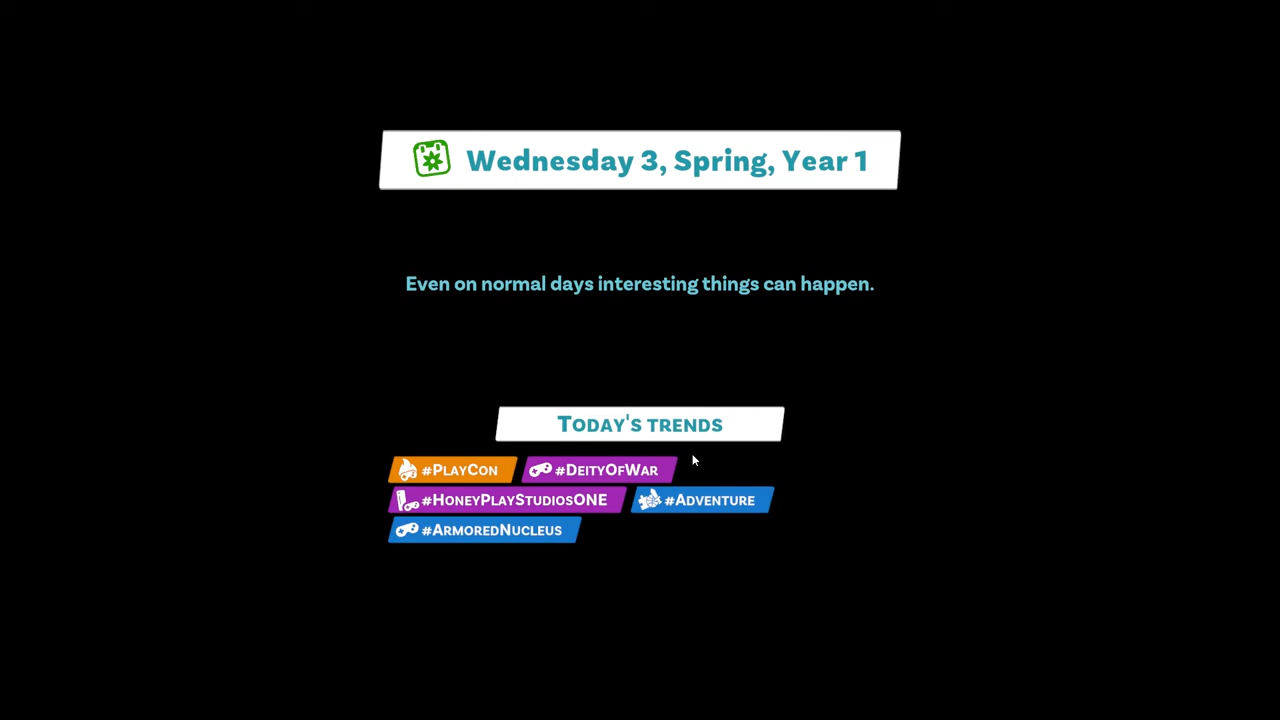 Wednesday 3, Spring, Year 1
Even on normal days interesting things can happen.
Today's trends
#PlayCon #DeityOfWar
#HoneyPlayStudiosONE #Adventure
#ArmoredNucleus